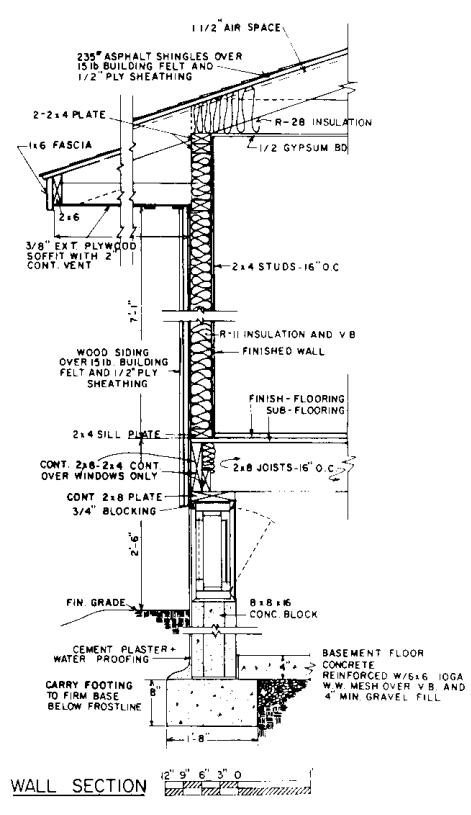 1 1/2" AIR SPACE
235# ASPHALT SHINGLES OVER
15 lb BUILDING FELT AND
1/2" PLY SHEATHING
2-2x4 PLATE
R-28 INSULATION
1x6 FASCIA
1/2 GYPSUM BD
2x6
3/8" EXT. PLYWOOD
SOFFIT WITH 2"
CONT. VENT
2x4 STUDS-16" O.C
7'-1"
R-11 INSULATION AND V.B
WOOD SIDING
OVER 15 lb. BUILDING
FELT AND 1/2" PLY
SHEATHING
FINISHED WALL
FINISH-FLOORING
SUB-FLOORING
2x4 SILL PLATE
CONT. 2x8-2x4 CONT.
OVER WINDOWS ONLY
2x8 JOISTS-16" O.C.
CONT 2x8 PLATE
3/4" BLOCKING
2'-6"
FIN. GRADE
8x8x16
CONC. BLOCK
CEMENT PLASTER+
WATER PROOFING
4"
BASEMENT FLOOR
CONCRETE
REINFORCED W/6x6 10GA
W.W. MESH OVER V.B. AND
4" MIN. GRAVEL FILL
CARRY FOOTING
TO FIRM BASE
BELOW FROSTLINE
8"
1'-8"
WALL SECTION
12" 9" 6" 3" 0 1'